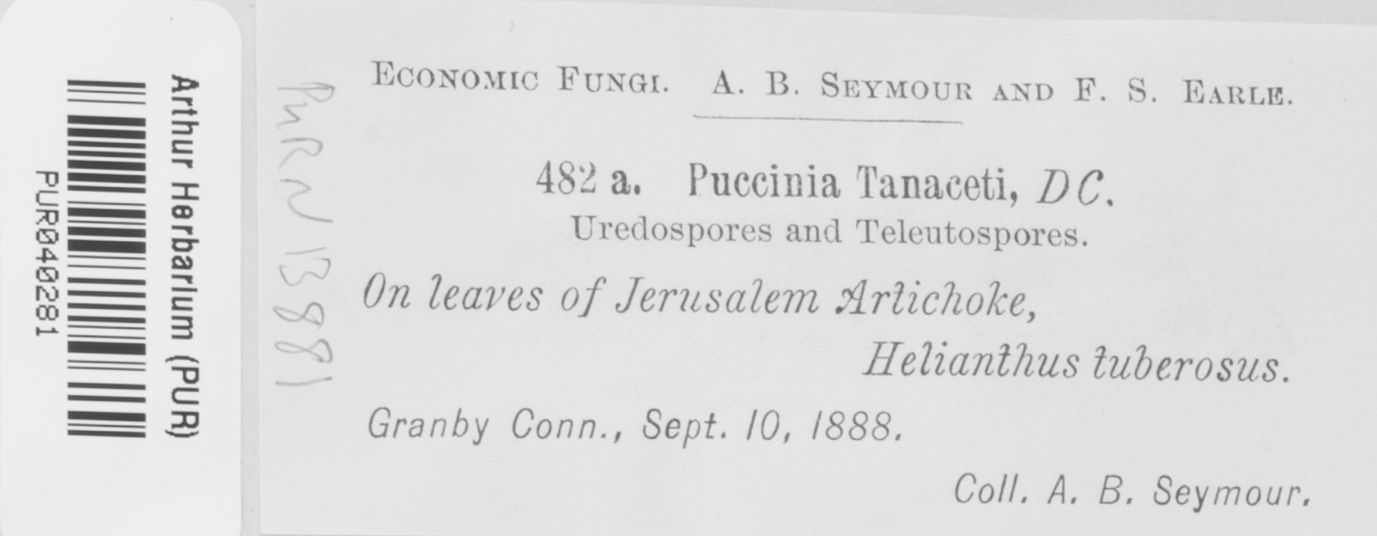 Arthur Herbarium (PUR)
PUR040281
PURN 13881
ECONOMIC FUNGI. A. B. SEYMOUR AND F. S. EARLE.
482 a. Puccinia Tanaceti, DC.
Uredospores and Teleutospores.
On leaves of Jerusalem Artichoke,
Helianthus tuberosus.
Granby Conn., Sept. 10, 1888.
Coll. A. B. Seymour.